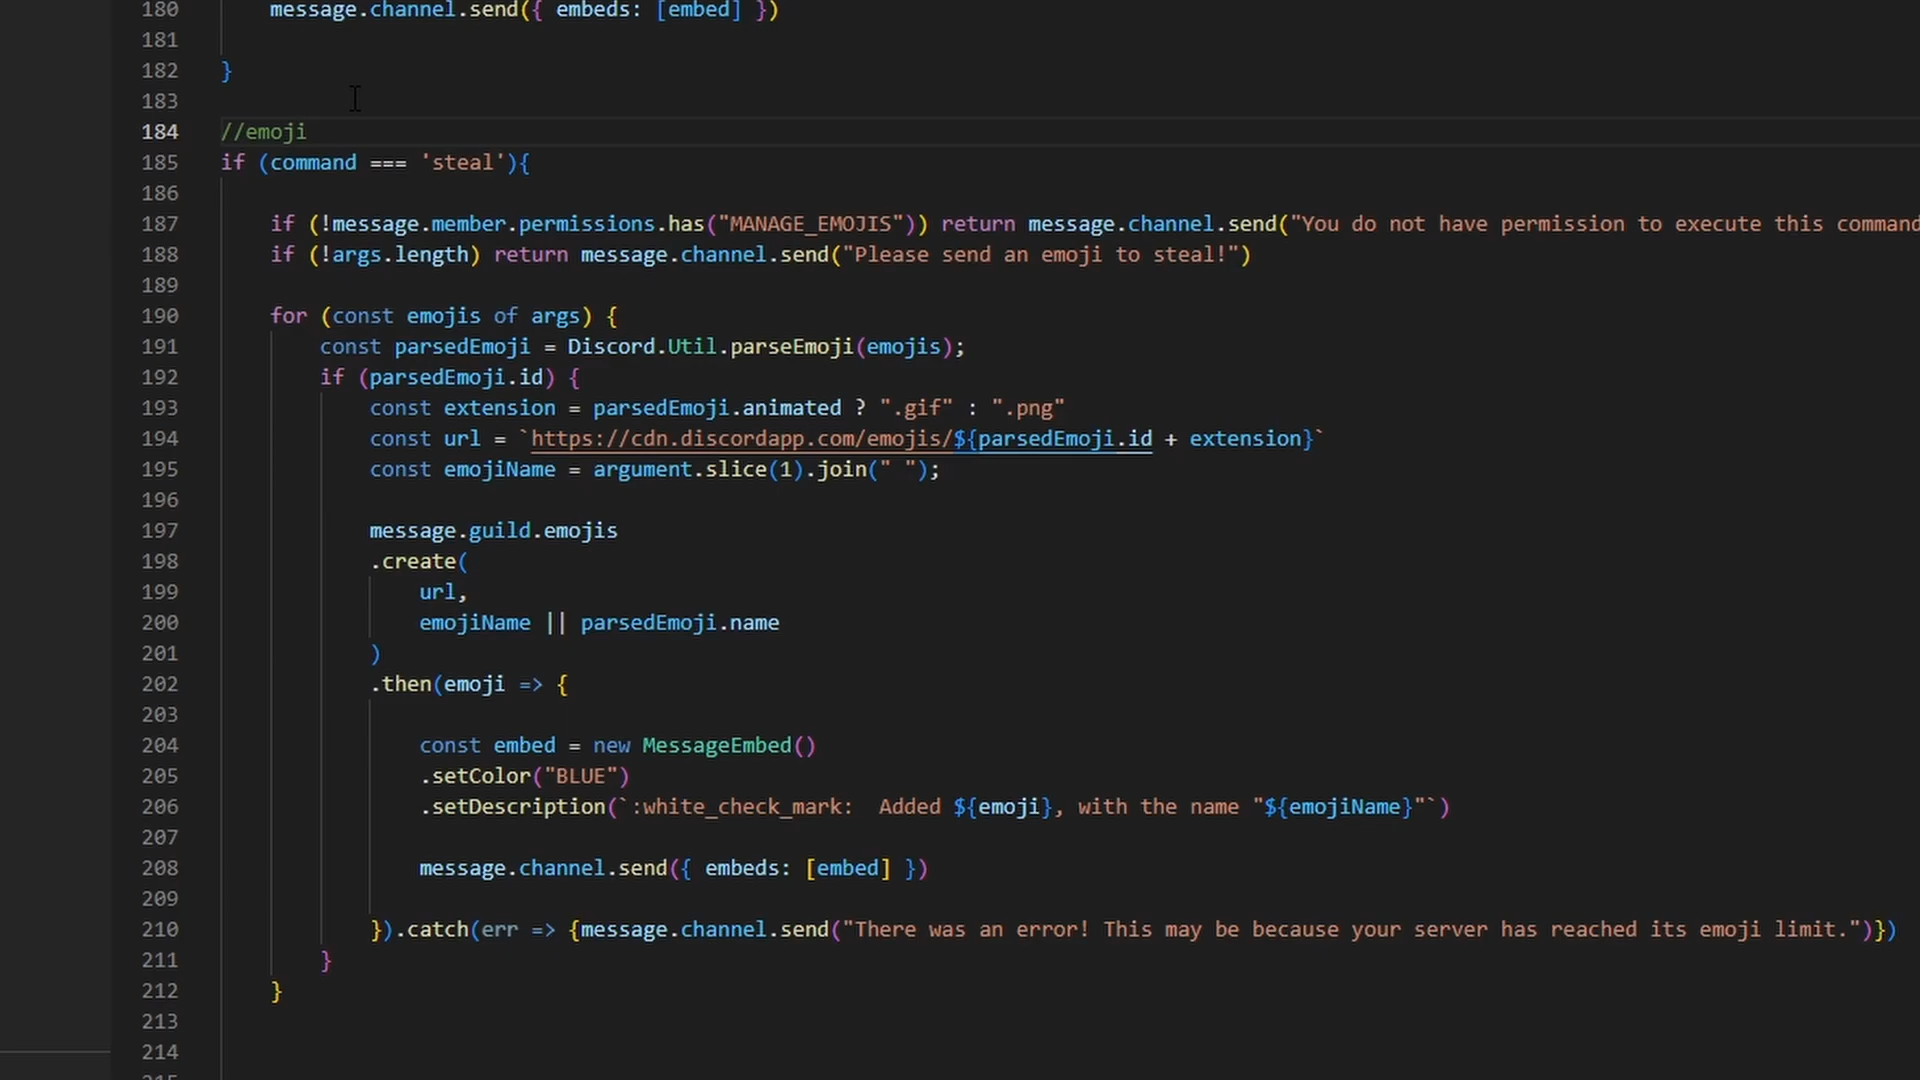 180 message.channel.send({ embeds: [embed] })
181
182 }
183
184 //emoji
185 if (command === 'steal'){
186
187 if (!message.member.permissions.has("MANAGE_EMOJIS")) return message.channel.send("You do not have permission to execute this command
188 if (!args.length) return message.channel.send("Please send an emoji to steal!")
189
190 for (const emojis of args) {
191 const parsedEmoji = Discord.Util.parseEmoji(emojis);
192 if (parsedEmoji.id) {
193 const extension = parsedEmoji.animated ? ".gif" : ".png"
194 const url = `https://cdn.discordapp.com/emojis/${parsedEmoji.id + extension}`
195 const emojiName = argument.slice(1).join(" ");
196
197 message.guild.emojis
198 .create(
199 url,
200 emojiName || parsedEmoji.name
201 )
202 .then(emoji => {
203
204 const embed = new MessageEmbed()
205 .setColor("BLUE")
206 .setDescription(`:white_check_mark:  Added ${emoji}, with the name "${emojiName}"`)
207
208 message.channel.send({ embeds: [embed] })
209
210 }).catch(err => {message.channel.send("There was an error! This may be because your server has reached its emoji limit.")})
211 }
212 }
213
214
215